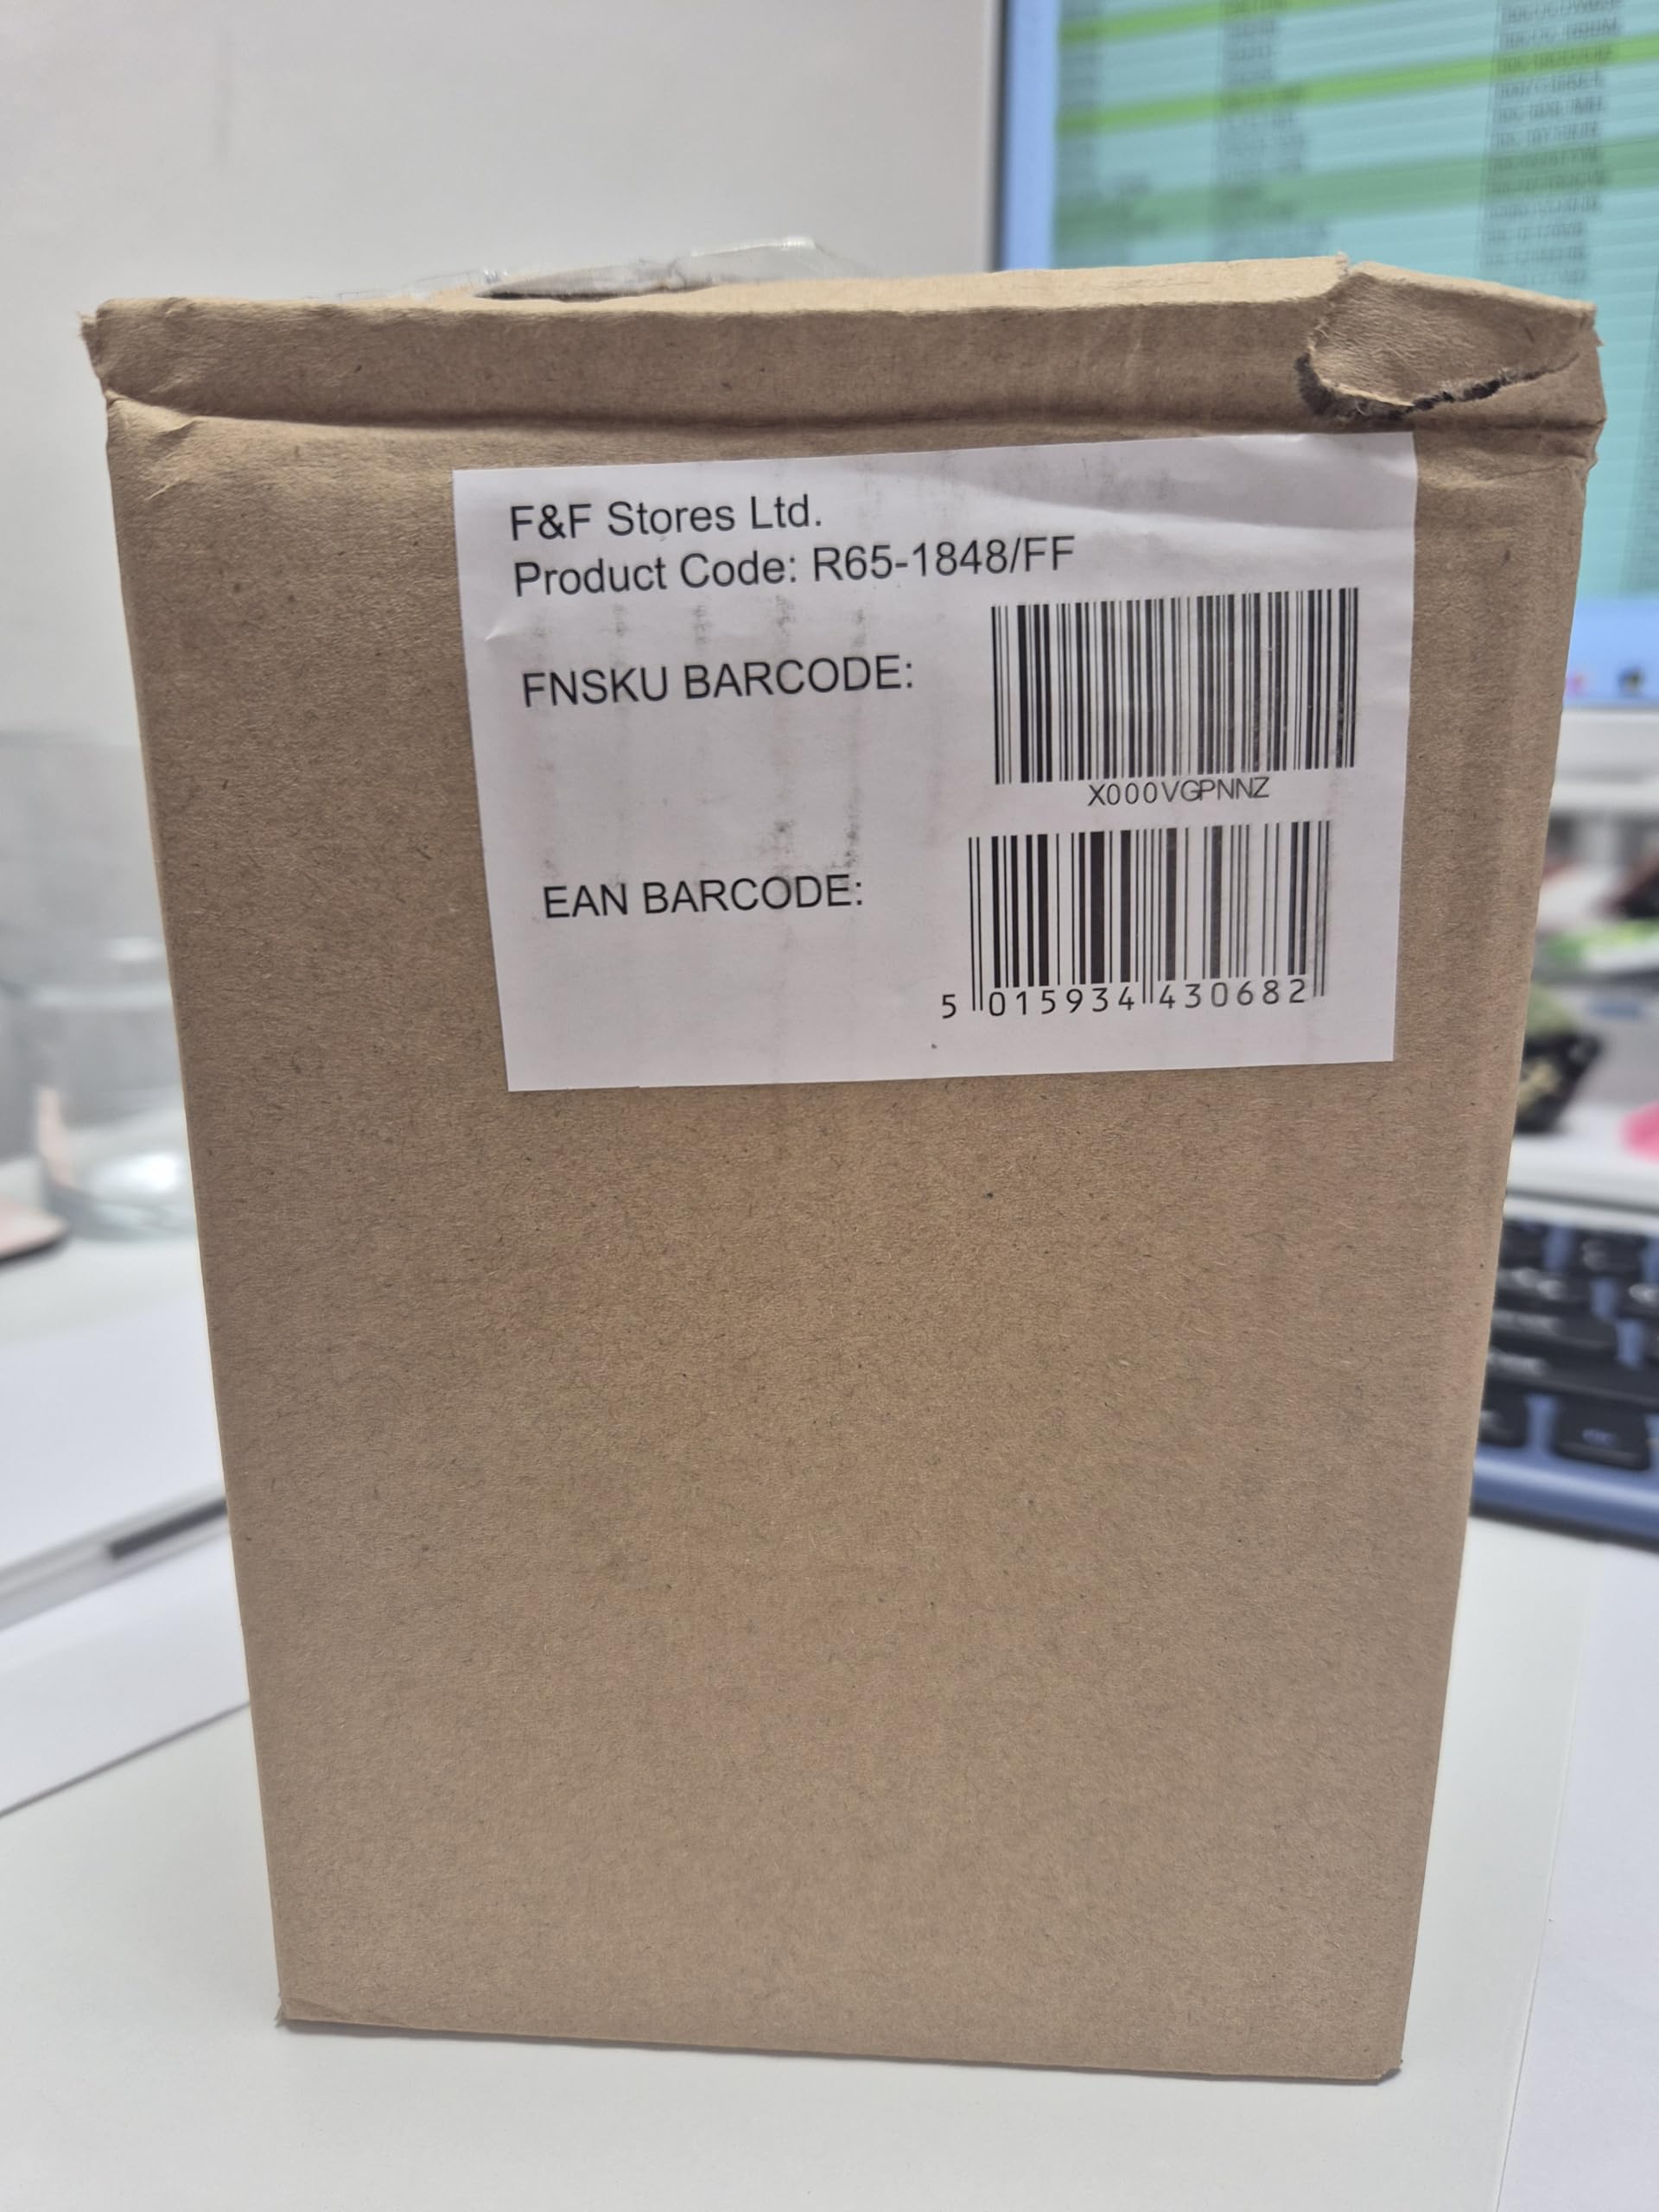 F&F Stores Ltd.
Product Code: R65-1848/FF
FNSKU BARCODE:
X000VGPNNZ
EAN BARCODE:
5 015934 430682